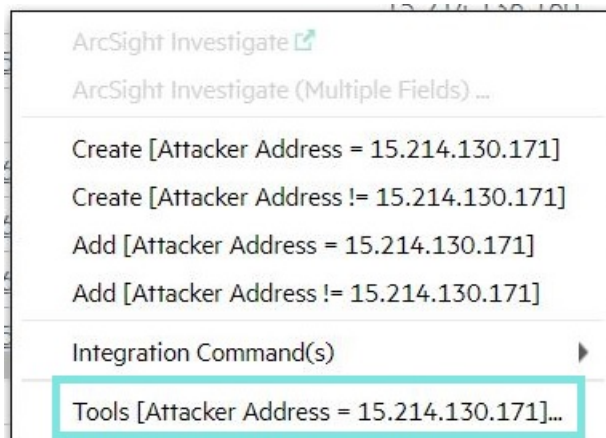 ArcSight Investigate
ArcSight Investigate (Multiple Fields) ...
Create [Attacker Address = 15.214.130.171]
Create [Attacker Address != 15.214.130.171]
Add [Attacker Address = 15.214.130.171]
Add [Attacker Address != 15.214.130.171]
Integration Command(s)
Tools [Attacker Address = 15.214.130.171]...